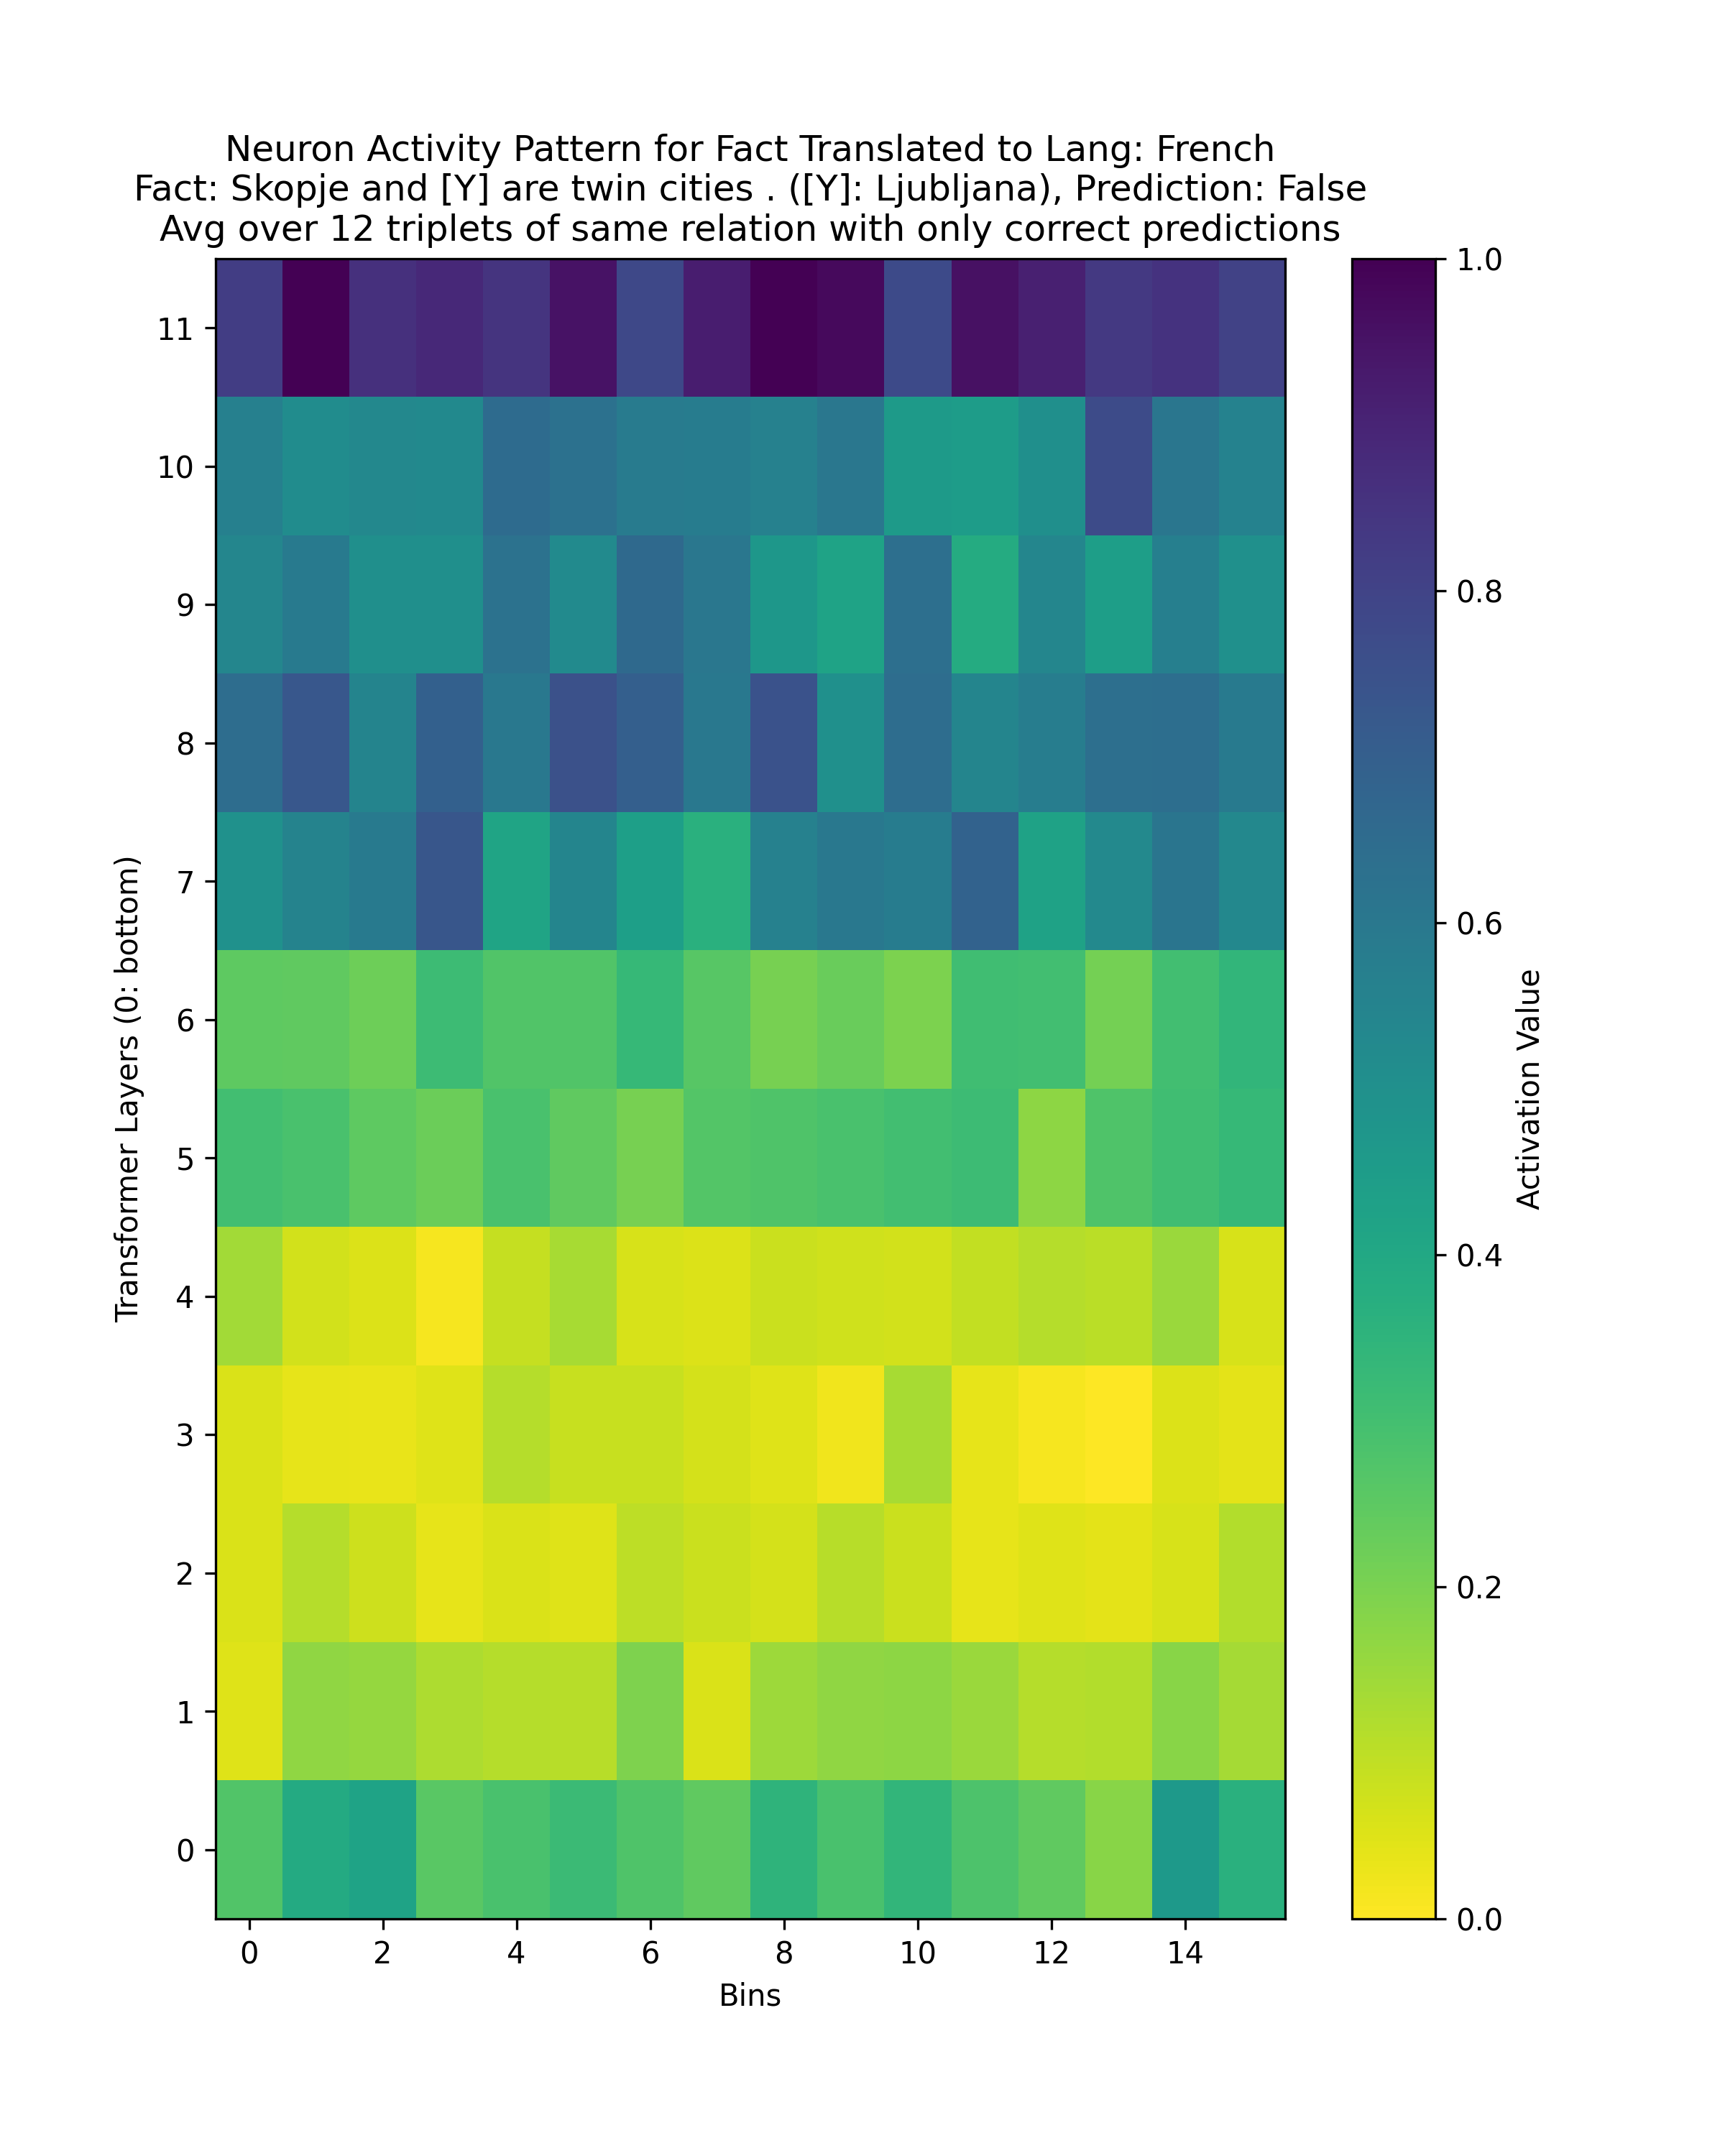 Neuron Activity Pattern for Fact Translated to Lang: French
Fact: Skopje and [Y] are twin cities . ([Y]: Ljubljana), Prediction: False
Avg over 12 triplets of same relation with only correct predictions
Transformer Layers (0: bottom)
11
10
9
8
7
6
5
4
3
2
1
0
0 2 4 6 8 10 12 14
Bins
1.0
0.8
0.6
0.4
0.2
0.0
Activation Value